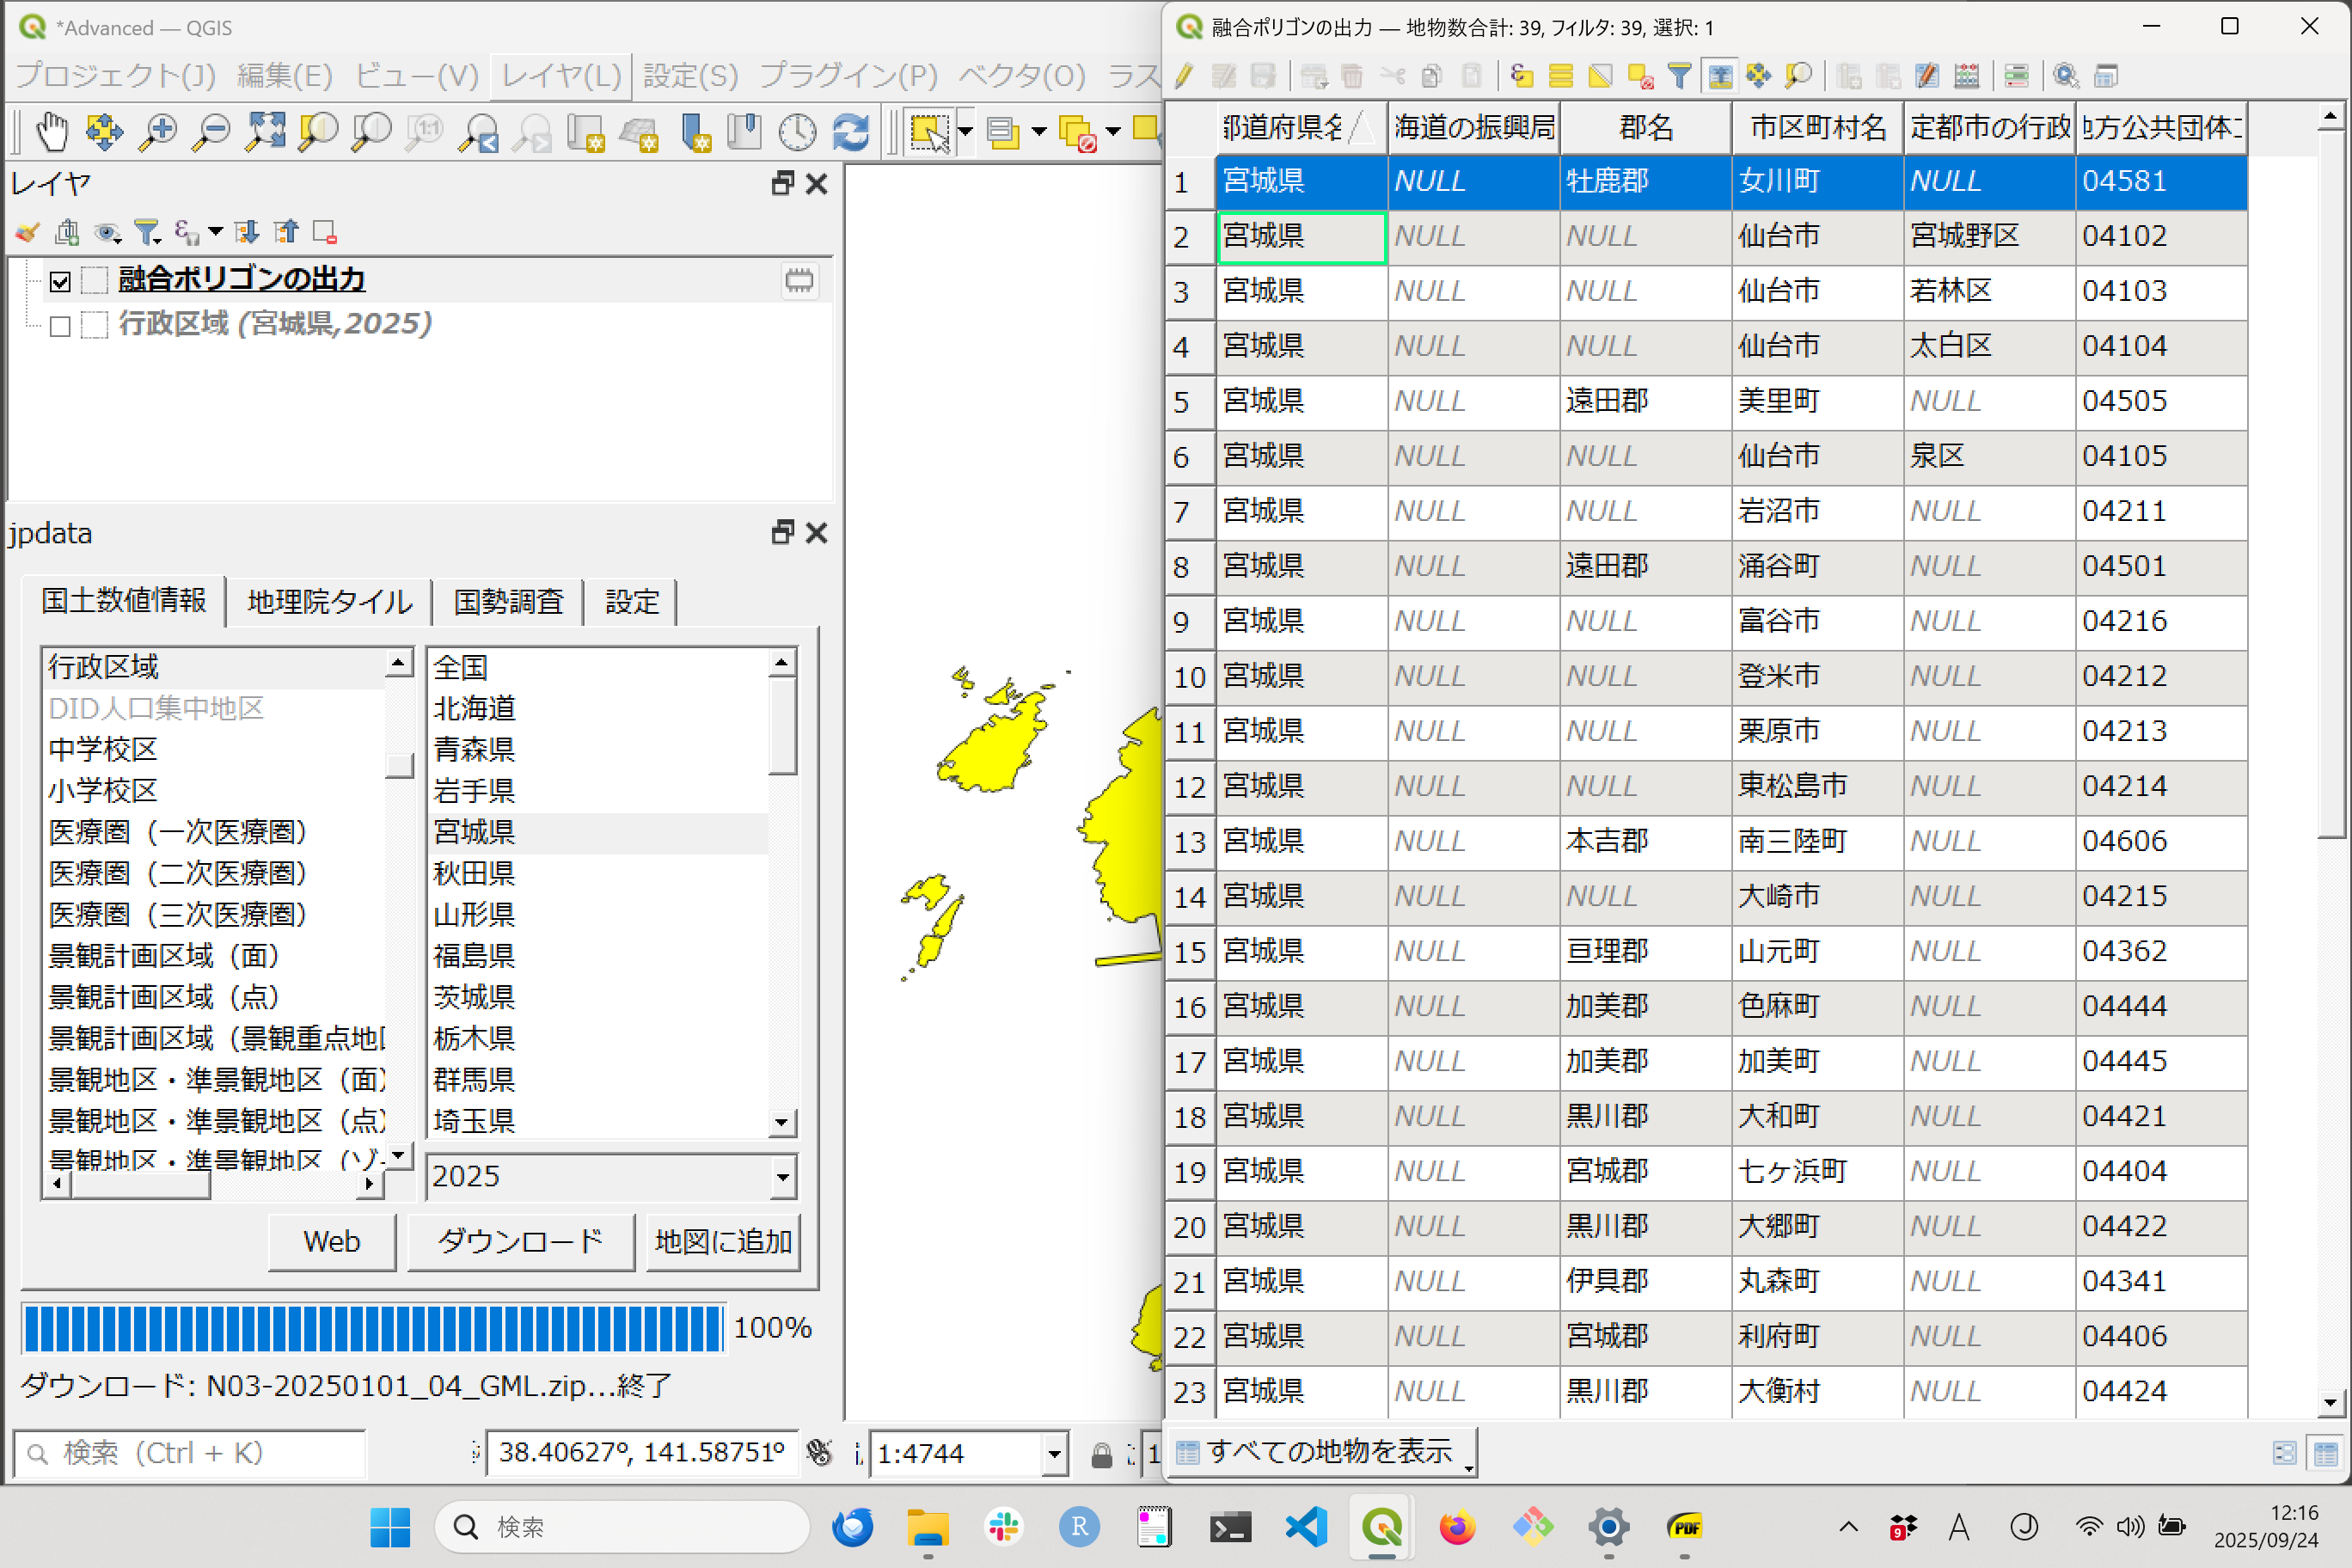 *Advanced — QGIS
プロジェクト(J) 編集(E) ビュー(V) レイヤ(L) 設定(S) プラグイン(P) ベクタ(O) ラス
レイヤ
融合ポリゴンの出力
行政区域 (宮城県,2025)
jpdata
国土数値情報 地理院タイル 国勢調査 設定
行政区域
DID人口集中地区
中学校区
小学校区
医療圏（一次医療圏）
医療圏（二次医療圏）
医療圏（三次医療圏）
景観計画区域（面）
景観計画区域（点）
景観計画区域（景観重点地
景観地区・準景観地区（面）
景観地区・準景観地区（点）
景観地区・準景観地区（ゾ
全国
北海道
青森県
岩手県
宮城県
秋田県
山形県
福島県
茨城県
栃木県
群馬県
埼玉県
2025
Web ダウンロード 地図に追加
100%
ダウンロード: N03-20250101_04_GML.zip...終了
検索（Ctrl + K） 38.40627°, 141.58751° 1:4744 1
融合ポリゴンの出力 — 地物数合計: 39, フィルタ: 39, 選択: 1
都道府県名 海道の振興局 郡名 市区町村名 定都市の行政 地方公共団体コ
1 宮城県 NULL 牡鹿郡 女川町 NULL 04581
2 宮城県 NULL NULL 仙台市 宮城野区 04102
3 宮城県 NULL NULL 仙台市 若林区 04103
4 宮城県 NULL NULL 仙台市 太白区 04104
5 宮城県 NULL 遠田郡 美里町 NULL 04505
6 宮城県 NULL NULL 仙台市 泉区 04105
7 宮城県 NULL NULL 岩沼市 NULL 04211
8 宮城県 NULL 遠田郡 涌谷町 NULL 04501
9 宮城県 NULL NULL 富谷市 NULL 04216
10 宮城県 NULL NULL 登米市 NULL 04212
11 宮城県 NULL NULL 栗原市 NULL 04213
12 宮城県 NULL NULL 東松島市 NULL 04214
13 宮城県 NULL 本吉郡 南三陸町 NULL 04606
14 宮城県 NULL NULL 大崎市 NULL 04215
15 宮城県 NULL 亘理郡 山元町 NULL 04362
16 宮城県 NULL 加美郡 色麻町 NULL 04444
17 宮城県 NULL 加美郡 加美町 NULL 04445
18 宮城県 NULL 黒川郡 大和町 NULL 04421
19 宮城県 NULL 宮城郡 七ヶ浜町 NULL 04404
20 宮城県 NULL 黒川郡 大郷町 NULL 04422
21 宮城県 NULL 伊具郡 丸森町 NULL 04341
22 宮城県 NULL 宮城郡 利府町 NULL 04406
23 宮城県 NULL 黒川郡 大衡村 NULL 04424
すべての地物を表示
検索
R
PDF
9
A
J
12:16
2025/09/24